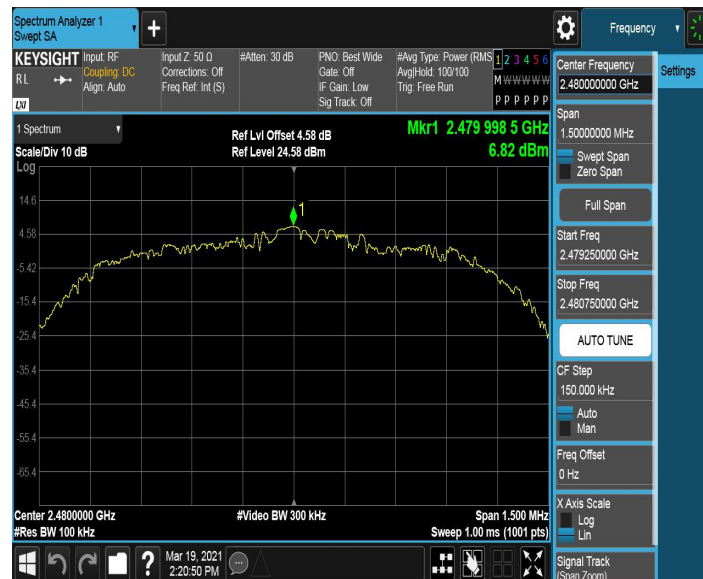 Spectrum Analyzer 1
Swept SA
Frequency
KEYSIGHT
RL
LXI
Input: RF
Coupling: DC
Align: Auto
Input Z: 50 Ω
Corrections: Off
Freq Ref: Int (S)
#Atten: 30 dB
PNO: Best Wide
Gate: Off
IF Gain: Low
Sig Track: Off
#Avg Type: Power (RMS
Avg|Hold: 100/100
Trig: Free Run
1 2 3 4 5 6
M W W W W W
P P P P P P
1 Spectrum
Scale/Div 10 dB
Log
Ref Lvl Offset 4.58 dB
Ref Level 24.58 dBm
Mkr1 2.479 998 5 GHz
6.82 dBm
1
14.6
4.58
-5.42
-15.4
-25.4
-35.4
-45.4
-55.4
-65.4
Center 2.4800000 GHz
#Res BW 100 kHz
#Video BW 300 kHz
Span 1.500 MHz
Sweep 1.00 ms (1001 pts)
Mar 19, 2021
2:20:50 PM
Center Frequency
2.480000000 GHz
Settings
Span
1.50000000 MHz
Swept Span
Zero Span
Full Span
Start Freq
2.479250000 GHz
Stop Freq
2.480750000 GHz
AUTO TUNE
CF Step
150.000 kHz
Auto
Man
Freq Offset
0 Hz
X Axis Scale
Log
Lin
Signal Track
(Span Zoom)